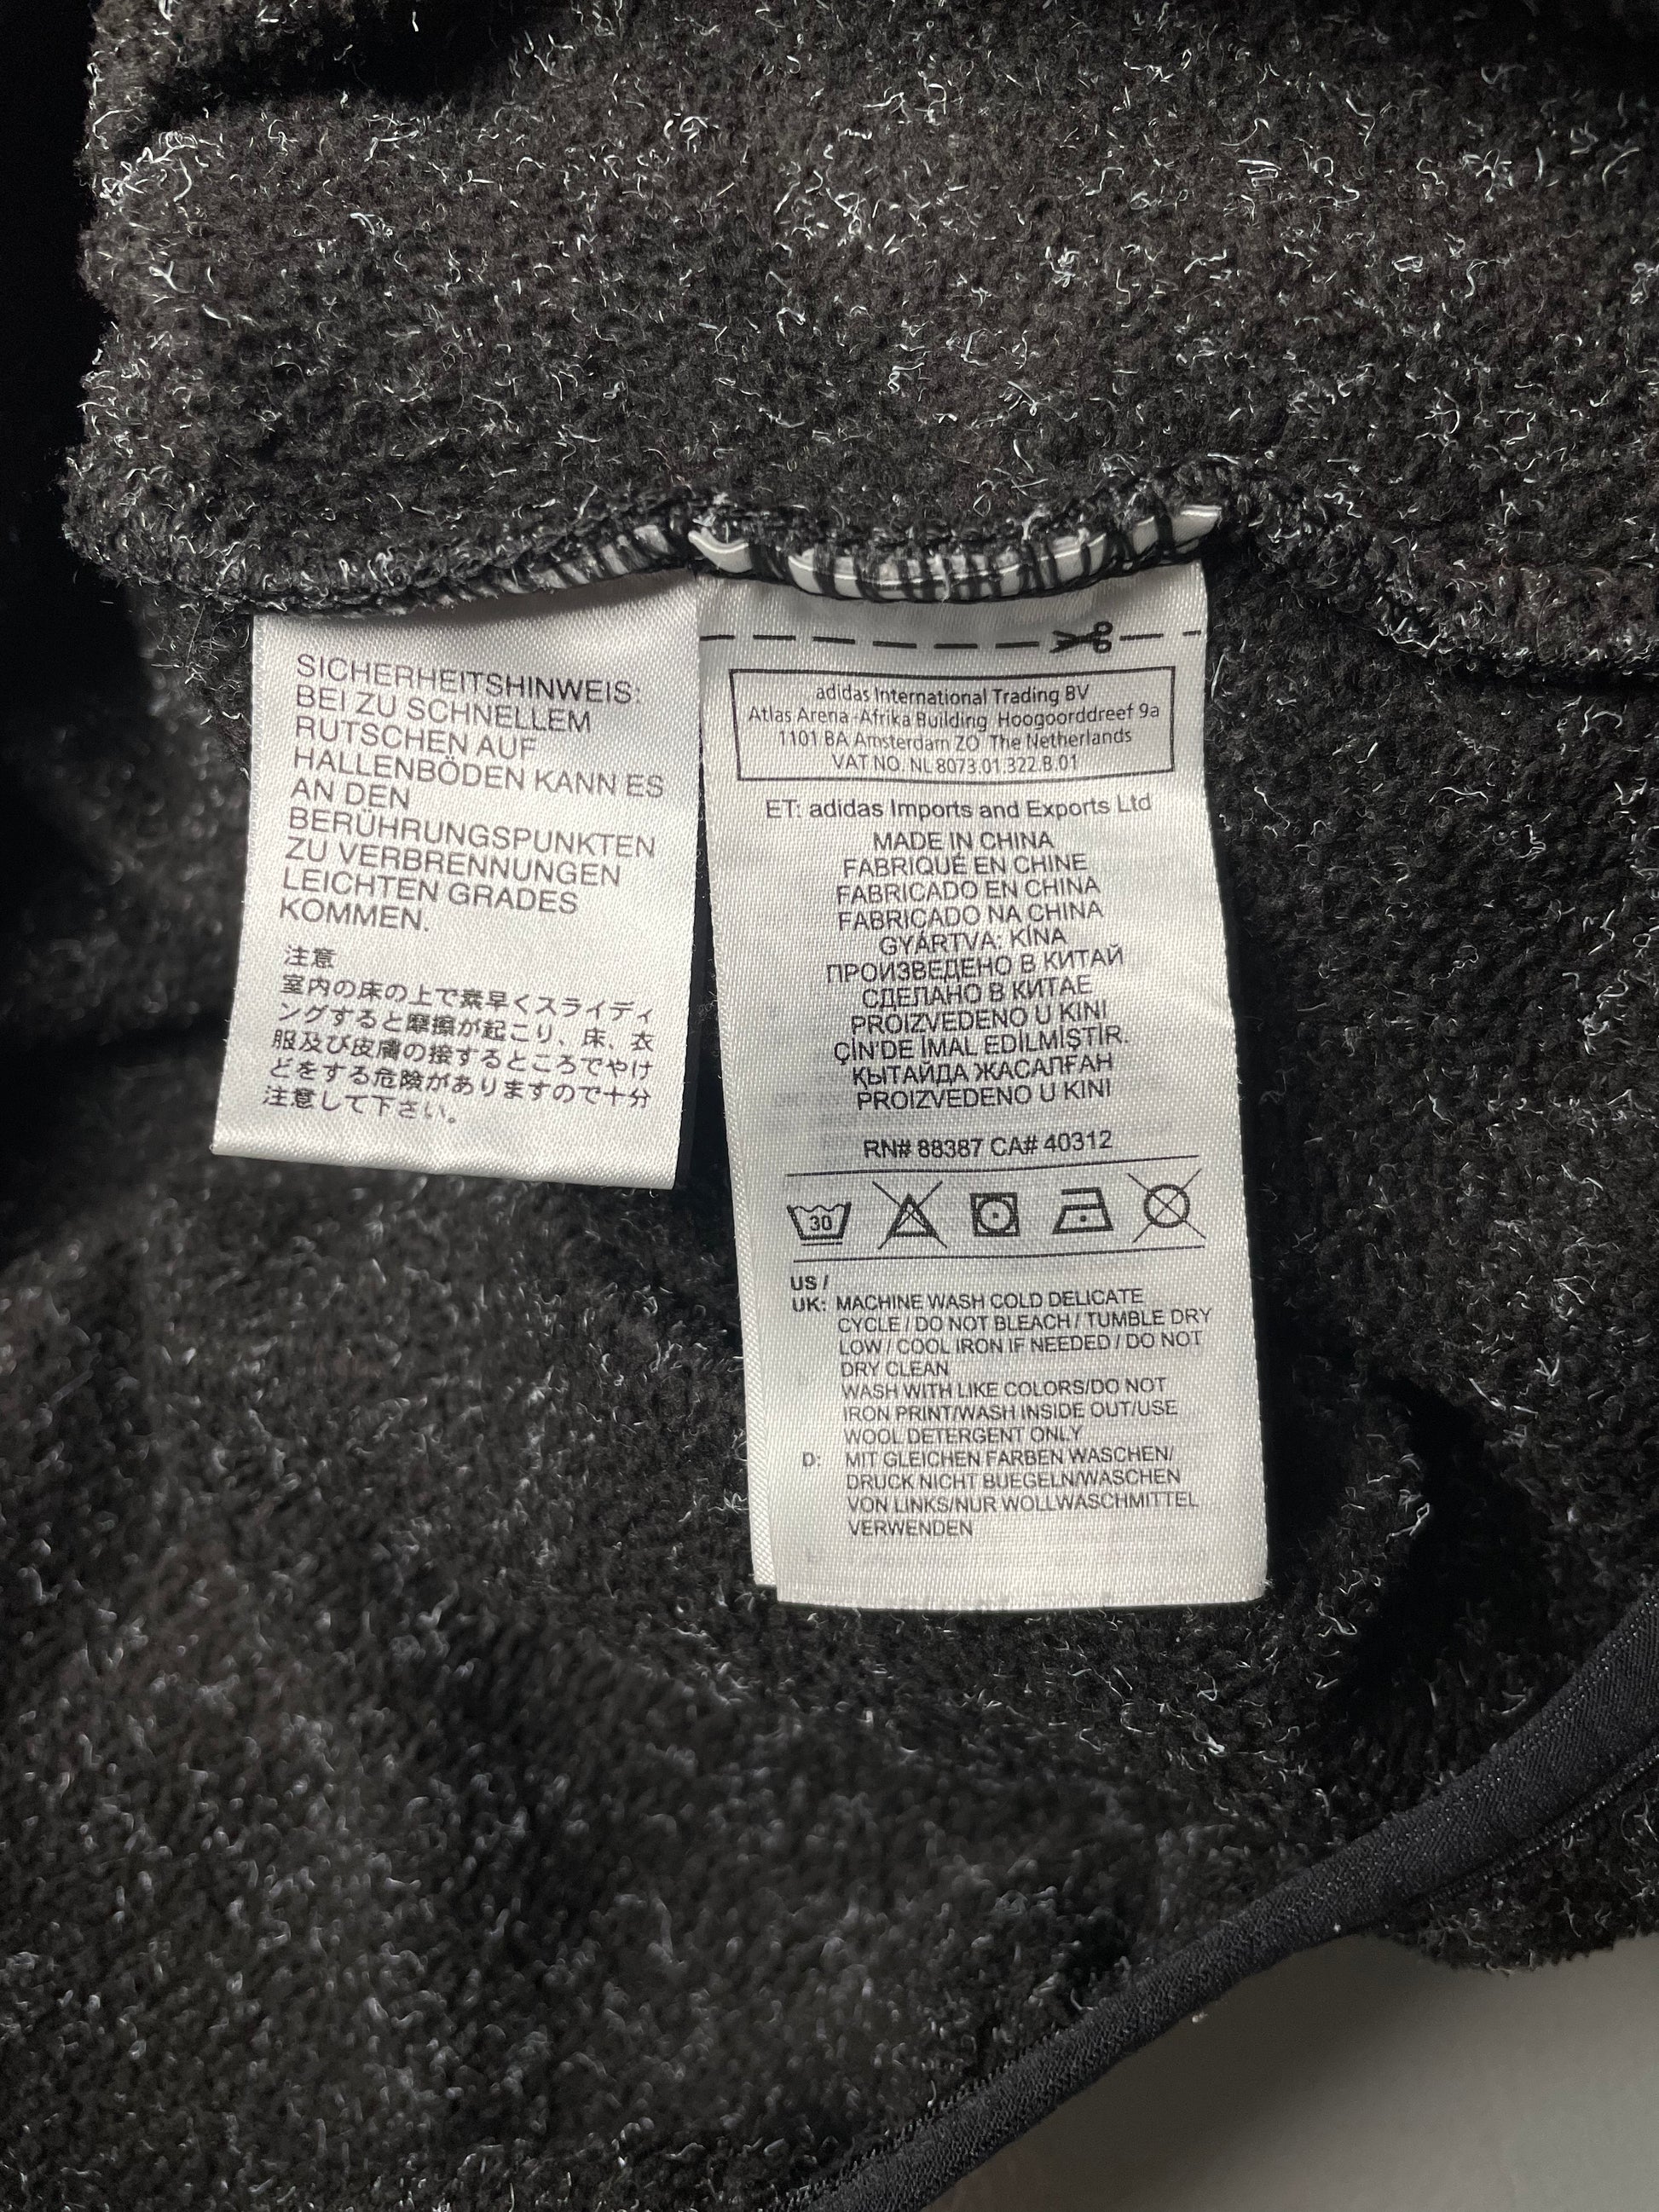 SICHERHEITSHINWEIS:
BEI ZU SCHNELLEM
RUTSCHEN AUF
HALLENBÖDEN KANN ES
AN DEN
BERÜHRUNGSPUNKTEN
ZU VERBRENNUNGEN
LEICHTEN GRADES
KOMMEN.
注意
室内の床の上で素早くスライディ
ングすると摩擦が起こり、床、衣
服及び皮膚の接するところでやけ
どをする危険がありますので十分
注意して下さい。
adidas International Trading BV
Atlas Arena -Afrika Building Hoogoorddreef 9a
1101 BA Amsterdam ZO The Netherlands
VAT NO. NL 8073.01.322.B.01
ET: adidas Imports and Exports Ltd
MADE IN CHINA
FABRIQUÉ EN CHINE
FABRICADO EN CHINA
FABRICADO NA CHINA
GYÁRTVA: KÍNA
ПРОИЗВЕДЕНО В КИТАЙ
СДЕЛАНО В КИТАЕ
PROIZVEDENO U KINI
ÇİN'DE İMAL EDİLMİŞTİR.
ҚЫТАЙДА ЖАСАЛҒАН
PROIZVEDENO U KINI
RN# 88387 CA# 40312
30
US /
UK: MACHINE WASH COLD DELICATE
CYCLE / DO NOT BLEACH / TUMBLE DRY
LOW / COOL IRON IF NEEDED / DO NOT
DRY CLEAN
WASH WITH LIKE COLORS/DO NOT
IRON PRINT/WASH INSIDE OUT/USE
WOOL DETERGENT ONLY
D: MIT GLEICHEN FARBEN WASCHEN/
DRUCK NICHT BUEGELN/WASCHEN
VON LINKS/NUR WOLLWASCHMITTEL
VERWENDEN